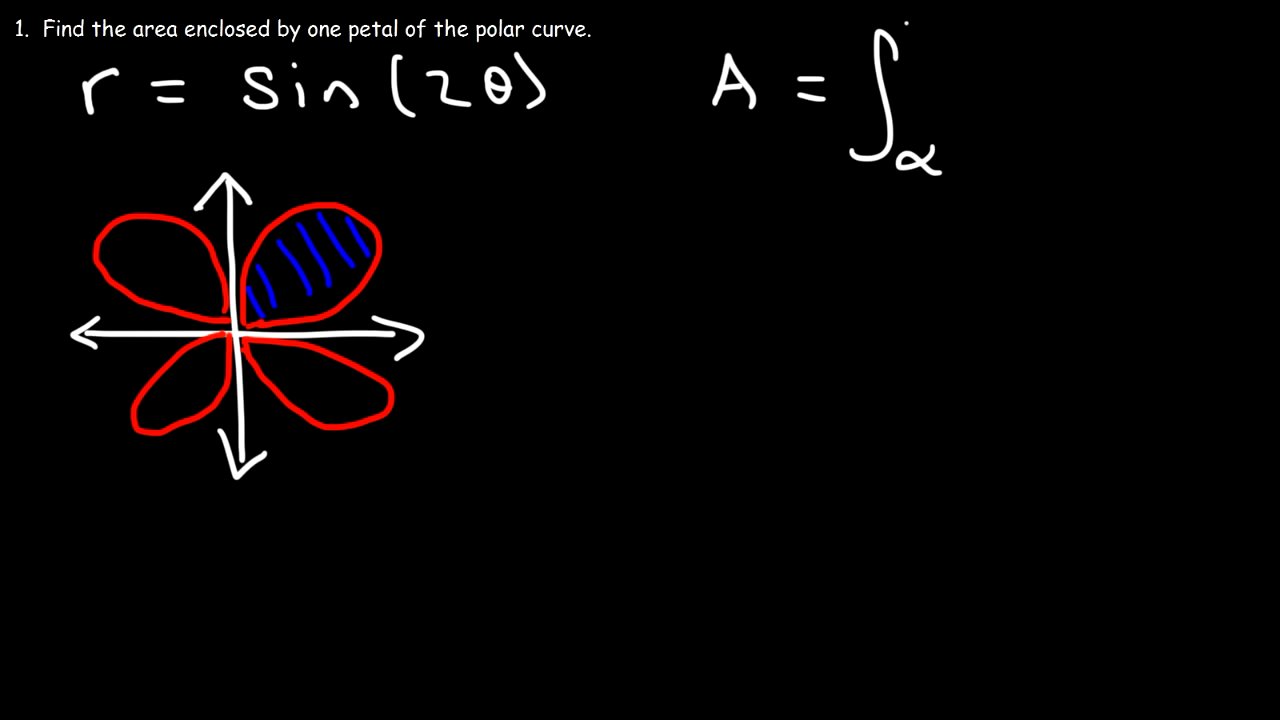 1. Find the area enclosed by one petal of the polar curve.
r = sin(2θ) A = ∫α